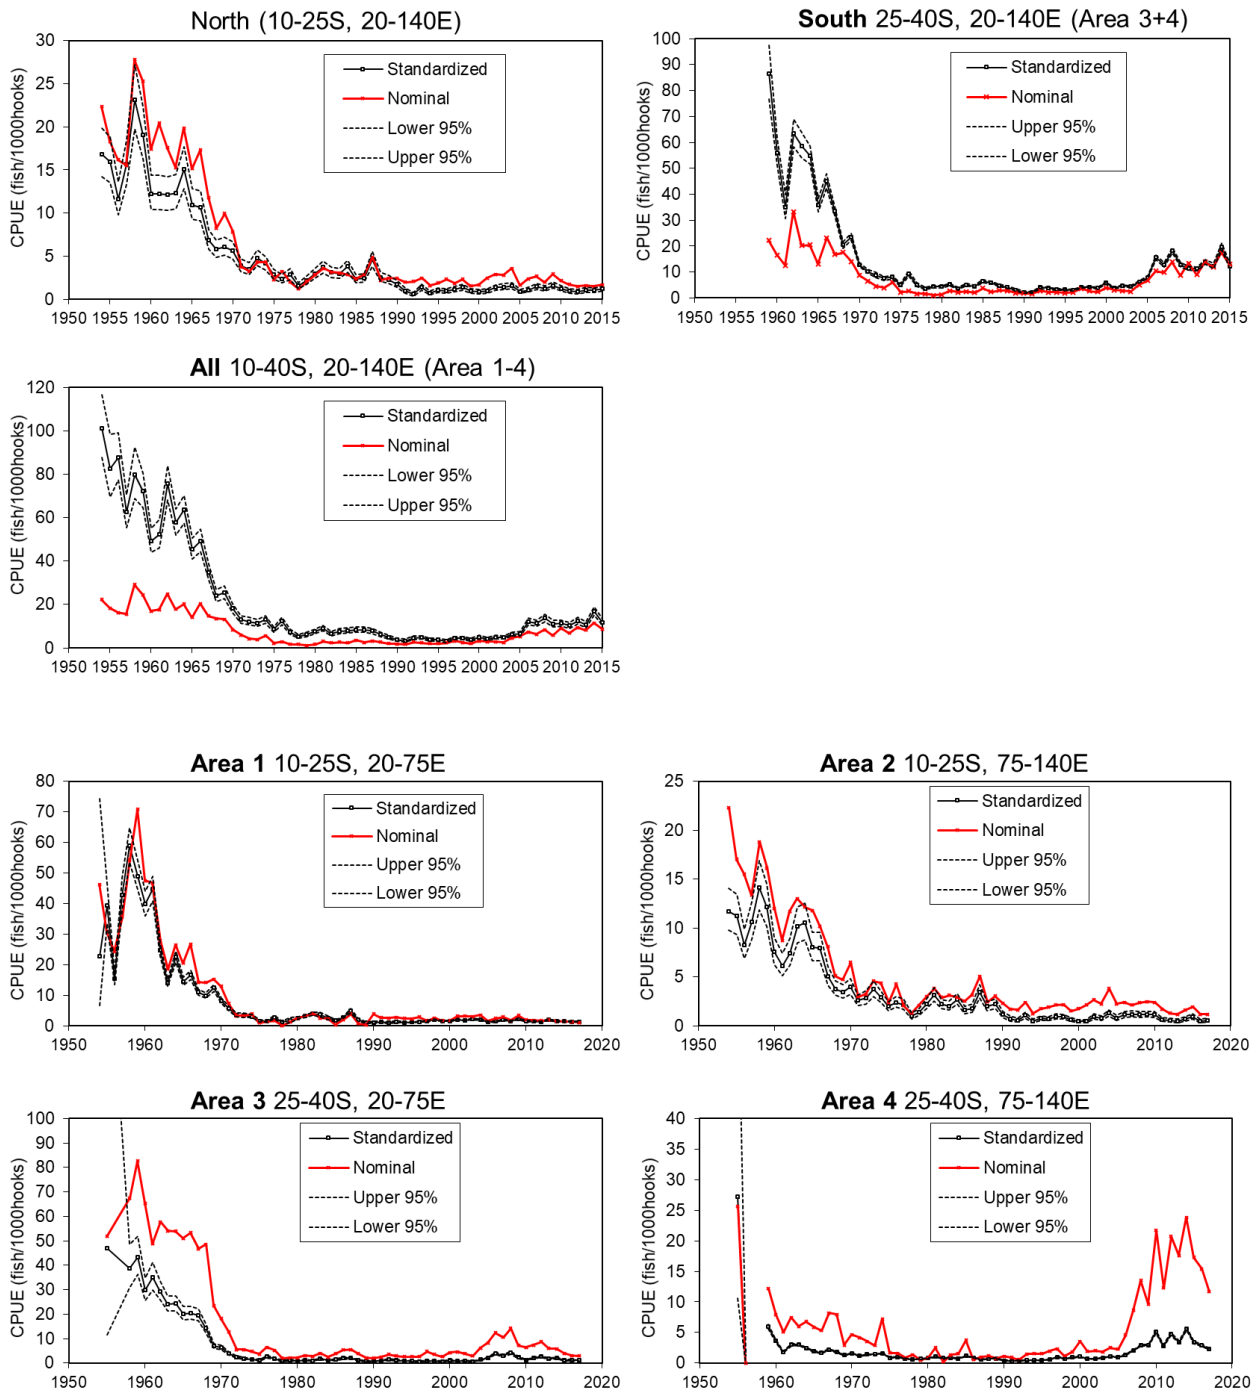 North (10-25S, 20-140E)
CPUE (fish/1000hooks)
30
25
20
15
10
5
0
Standardized
Nominal
Lower 95%
Upper 95%
1950 1955 1960 1965 1970 1975 1980 1985 1990 1995 2000 2005 2010 2015
South 25-40S, 20-140E (Area 3+4)
CPUE (fish/1000hooks)
100
90
80
70
60
50
40
30
20
10
0
Standardized
Nominal
Upper 95%
Lower 95%
1950 1955 1960 1965 1970 1975 1980 1985 1990 1995 2000 2005 2010 2015
All 10-40S, 20-140E (Area 1-4)
CPUE (fish/1000hooks)
120
100
80
60
40
20
0
Standardized
Nominal
Lower 95%
Upper 95%
1950 1955 1960 1965 1970 1975 1980 1985 1990 1995 2000 2005 2010 2015
Area 1 10-25S, 20-75E
CPUE (fish/1000hooks)
80
70
60
50
40
30
20
10
0
Standardized
Nominal
Upper 95%
Lower 95%
1950 1960 1970 1980 1990 2000 2010 2020
Area 2 10-25S, 75-140E
CPUE (fish/1000hooks)
25
20
15
10
5
0
Standardized
Nominal
Upper 95%
Lower 95%
1950 1960 1970 1980 1990 2000 2010 2020
Area 3 25-40S, 20-75E
CPUE (fish/1000hooks)
100
90
80
70
60
50
40
30
20
10
0
Standardized
Nominal
Upper 95%
Lower 95%
1950 1960 1970 1980 1990 2000 2010 2020
Area 4 25-40S, 75-140E
CPUE (fish/1000hooks)
40
35
30
25
20
15
10
5
0
Standardized
Nominal
Upper 95%
Lower 95%
1950 1960 1970 1980 1990 2000 2010 2020